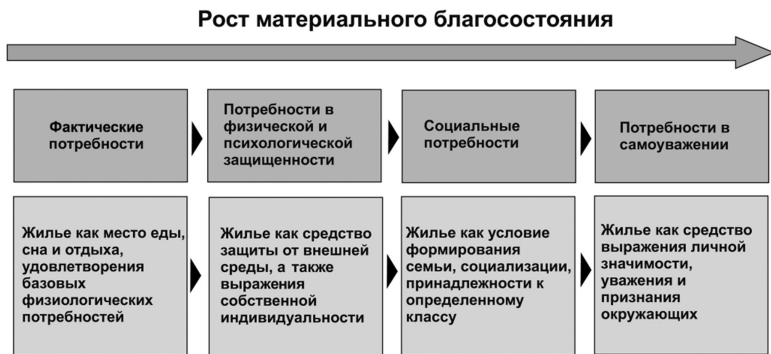 Рост материального благосостояния
Фактические
потребности
Потребности в
физической и
психологической
защищенности
Социальные
потребности
Потребности в
самоуважении
Жилье как место еды,
сна и отдыха,
удовлетворения
базовых
физиологических
потребностей
Жилье как средство
защиты от внешней
среды, а также
выражения
собственной
индивидуальности
Жилье как условие
формирования
семьи, социализации,
принадлежности к
определенному
классу
Жилье как средство
выражения личной
значимости,
уважения и
признания
окружающих